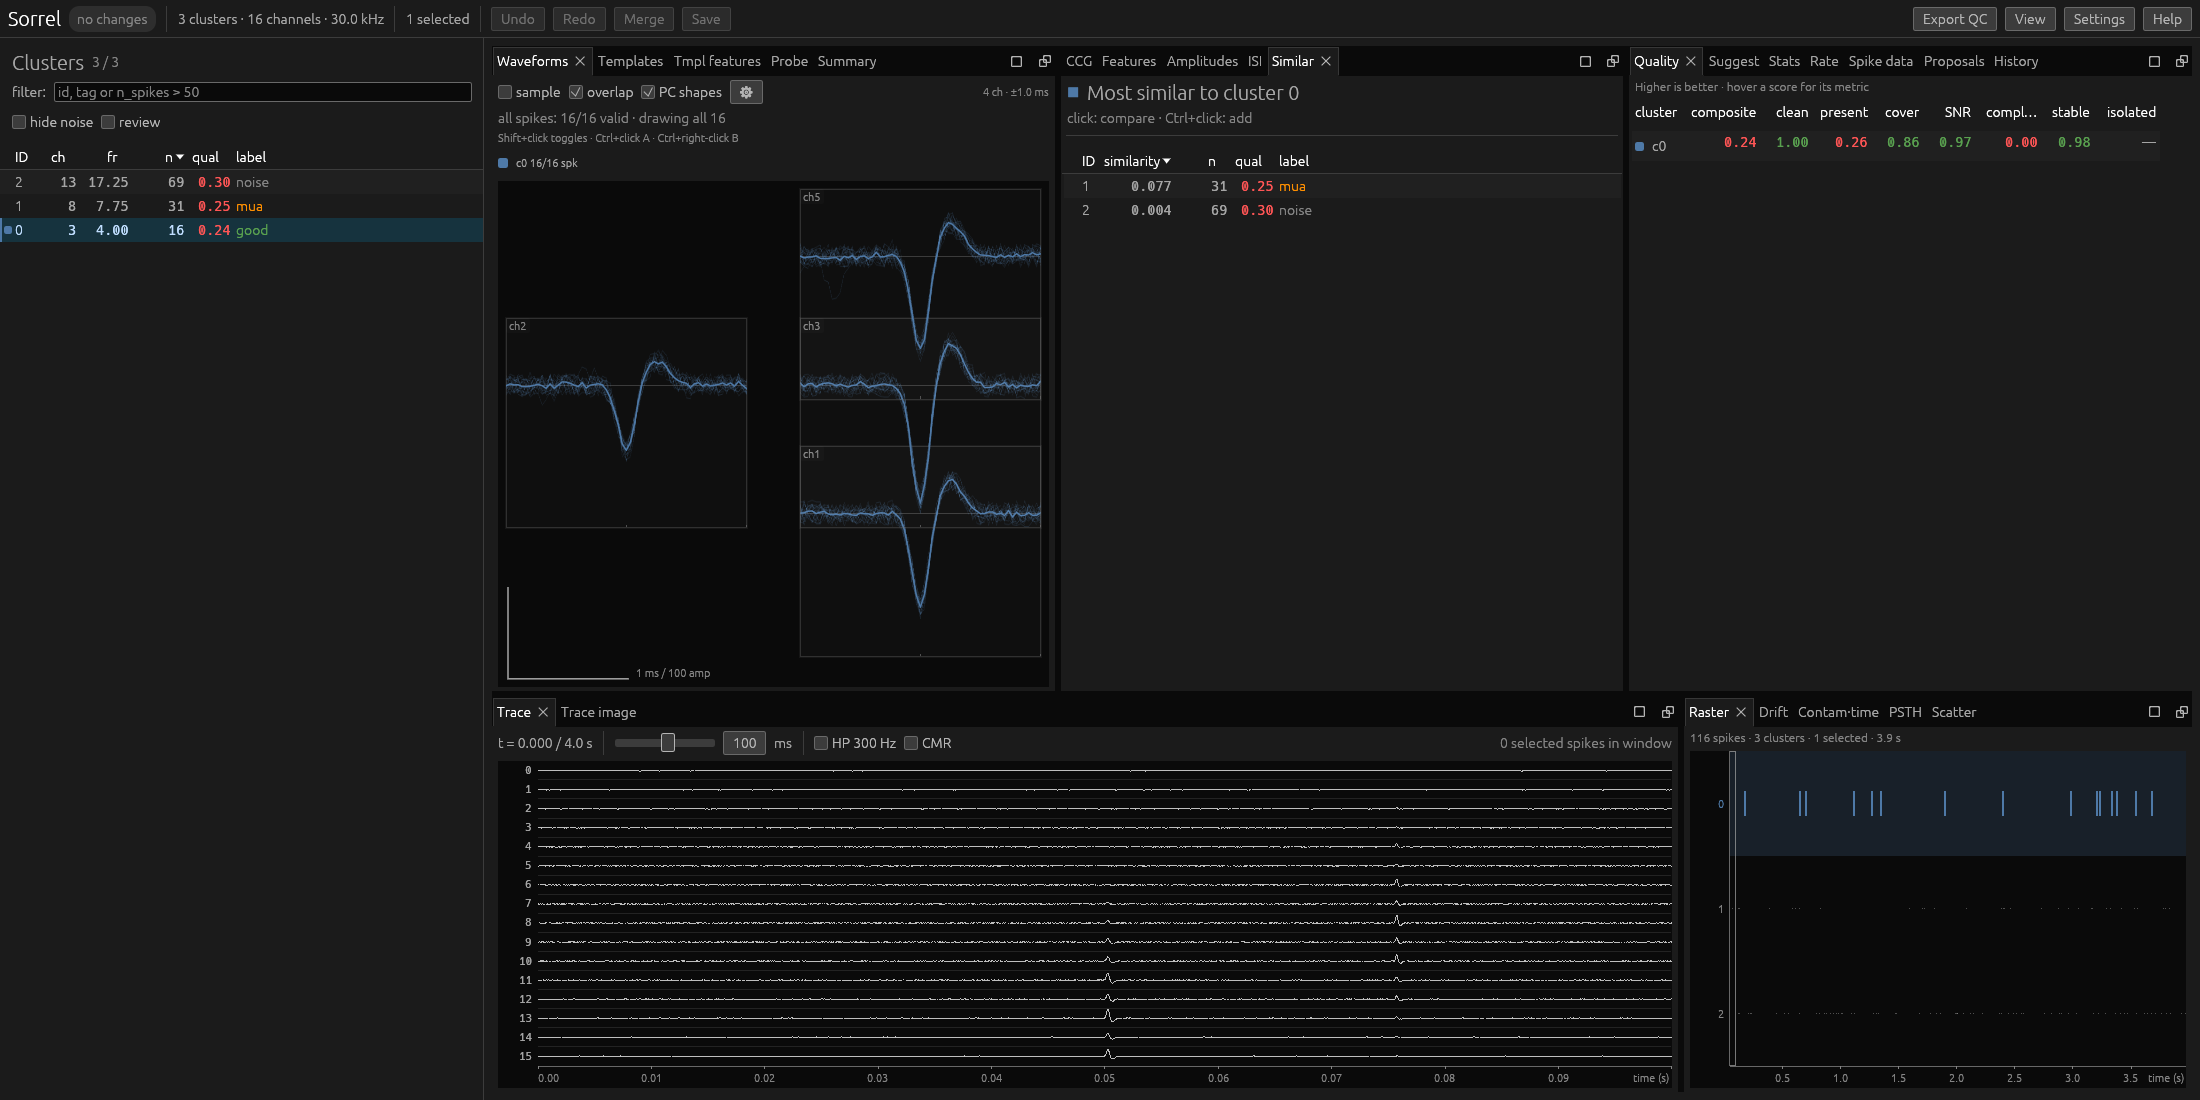 Sorrel no changes 3 clusters · 16 channels · 30.0 kHz 1 selected Undo Redo Merge Save Export QC View Settings Help
Clusters 3 / 3
filter: id, tag or n_spikes > 50
hide noise review
ID ch fr n▼ qual label
2 13 17.25 69 0.30 noise
1 8 7.75 31 0.25 mua
0 3 4.00 16 0.24 good
Waveforms Templates Tmpl features Probe Summary
sample overlap PC shapes 4 ch · ±1.0 ms
all spikes: 16/16 valid · drawing all 16
Shift+click toggles · Ctrl+click A · Ctrl+right-click B
c0 16/16 spk
ch5
ch2
ch3
ch1
1 ms / 100 amp
CCG Features Amplitudes ISI Similar
Most similar to cluster 0
click: compare · Ctrl+click: add
ID similarity▼ n qual label
1 0.077 31 0.25 mua
2 0.004 69 0.30 noise
Quality Suggest Stats Rate Spike data Proposals History
Higher is better · hover a score for its metric
cluster composite clean present cover SNR compl... stable isolated
c0 0.24 1.00 0.26 0.86 0.97 0.00 0.98 —
Trace Trace image
t = 0.000 / 4.0 s 100 ms HP 300 Hz CMR 0 selected spikes in window
0
1
2
3
4
5
6
7
8
9
10
11
12
13
14
15
0.00 0.01 0.02 0.03 0.04 0.05 0.06 0.07 0.08 0.09 time (s)
Raster Drift Contam·time PSTH Scatter
116 spikes · 3 clusters · 1 selected · 3.9 s
0
1
2
0.5 1.0 1.5 2.0 2.5 3.0 3.5 time (s)